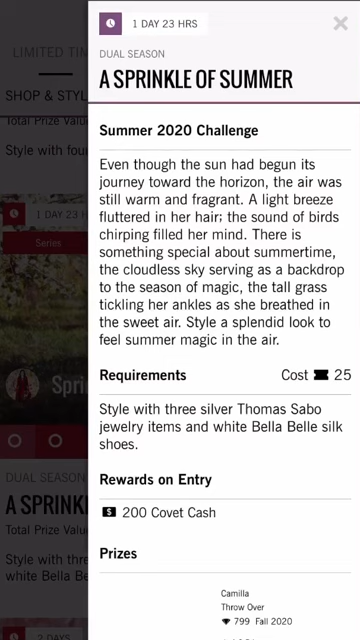 1 DAY 23 HRS
DUAL SEASON
A SPRINKLE OF SUMMER
Summer 2020 Challenge
Even though the sun had begun its
journey toward the horizon, the air was
still warm and fragrant. A light breeze
fluttered in her hair; the sound of birds
chirping filled her mind. There is
something special about summertime,
the cloudless sky serving as a backdrop
to the season of magic, the tall grass
tickling her ankles as she breathed in
the sweet air. Style a splendid look to
feel summer magic in the air.
Requirements Cost 25
Style with three silver Thomas Sabo
jewelry items and white Bella Belle silk
shoes.
Rewards on Entry
$ 200 Covet Cash
Prizes
Camilla
Throw Over
799 Fall 2020
LIMITED TIM
SHOP & STYL
Total Prize Valu
Style with fou
1 DAY 23 H
Series
Spri
DUAL SEASON
A SPRINKL
Total Prize Valu
Style with thre
white Bella Be
2 DAYS